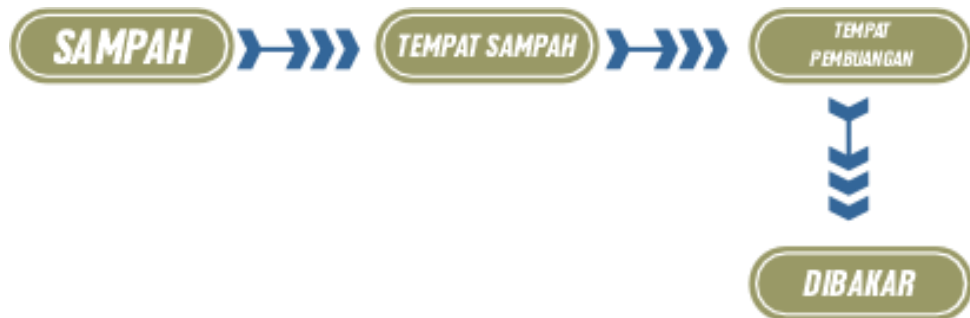 SAMPAH
TEMPAT SAMPAH
TEMPAT
PEMBUANGAN
DIBAKAR